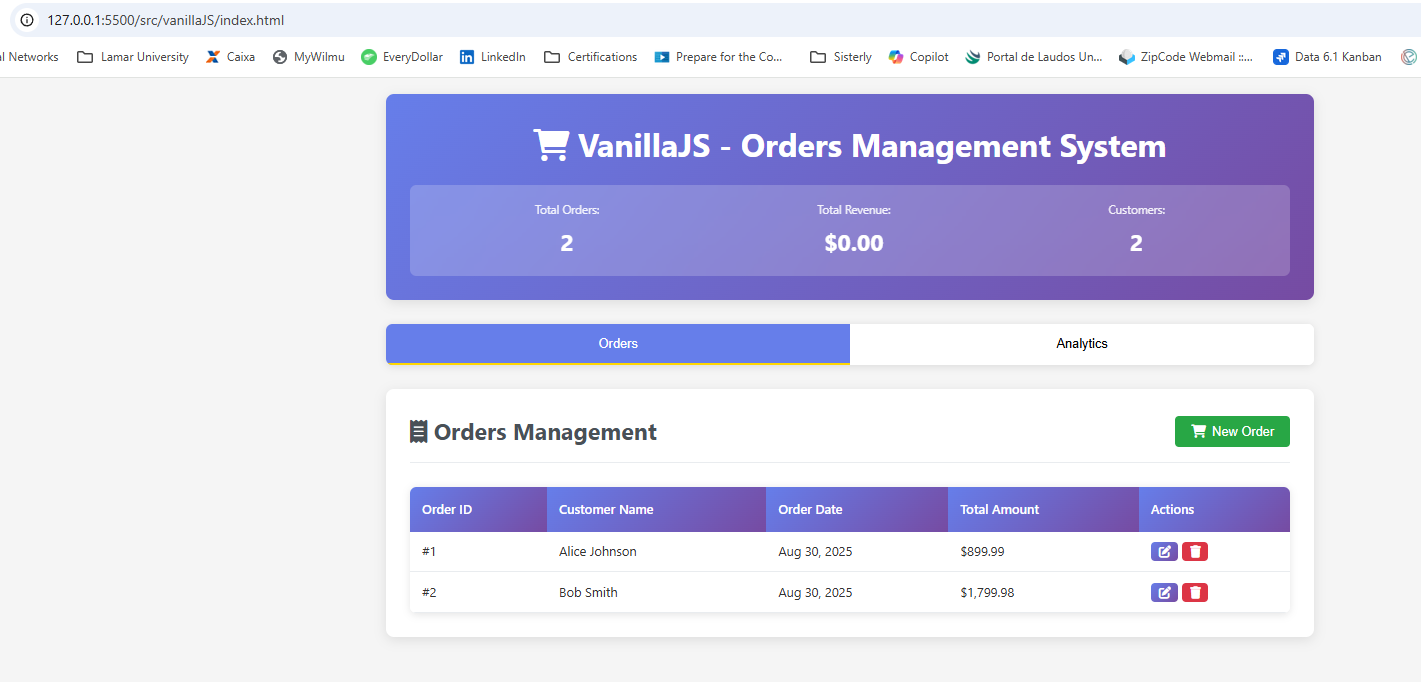 127.0.0.1:5500/src/vanillaJS/index.html
Networks Lamar University Caixa MyWilmu EveryDollar LinkedIn Certifications Prepare for the Co... Sisterly Copilot Portal de Laudos Un... ZipCode Webmail ::... Data 6.1 Kanban
VanillaJS - Orders Management System
Total Orders: Total Revenue: Customers:
2 $0.00 2
Orders Analytics
Orders Management New Order
Order ID Customer Name Order Date Total Amount Actions
#1 Alice Johnson Aug 30, 2025 $899.99
#2 Bob Smith Aug 30, 2025 $1,799.98